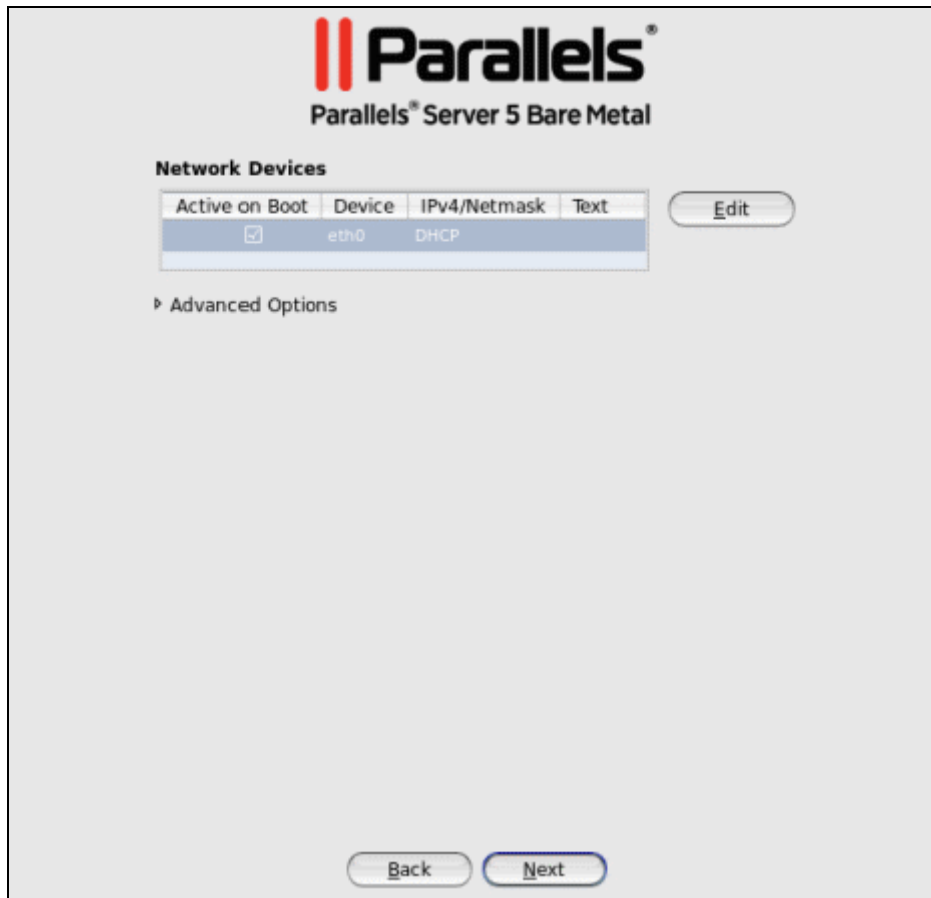 Parallels®
Parallels® Server 5 Bare Metal
Network Devices
Active on Boot Device IPv4/Netmask Text
Edit
eth0 DHCP
Advanced Options
Back Next